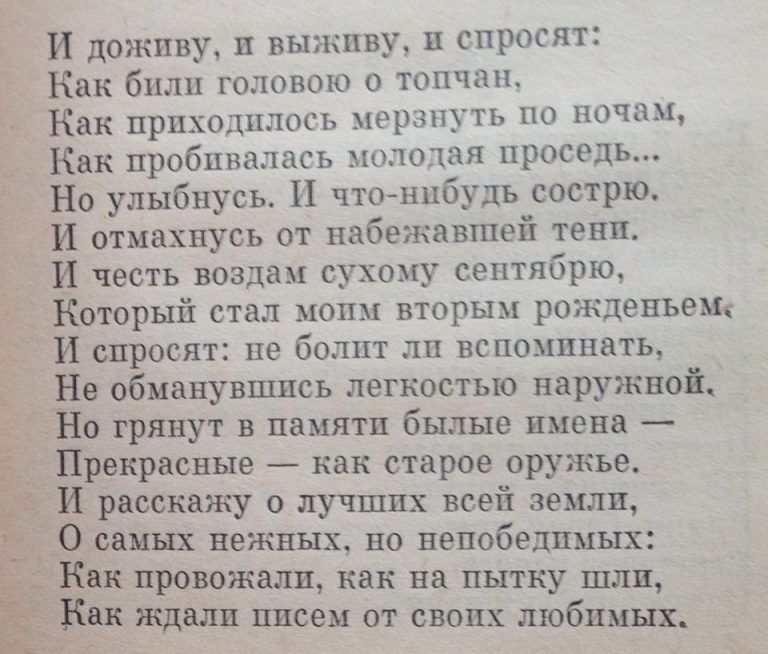 И доживу, и выживу, и спросят:
Как били головою о топчан,
Как приходилось мерзнуть по ночам,
Как пробивалась молодая проседь...
Но улыбнусь. И что-нибудь сострю.
И отмахнусь от набежавшей тени.
И честь воздам сухому сентябрю,
Который стал моим вторым рожденьем.
И спросят: не болит ли вспоминать,
Не обманувшись легкостью наружной.
Но грянут в памяти былые имена —
Прекрасные — как старое оружье.
И расскажу о лучших всей земли,
О самых нежных, но непобедимых:
Как провожали, как на пытку шли,
Как ждали писем от своих любимых.